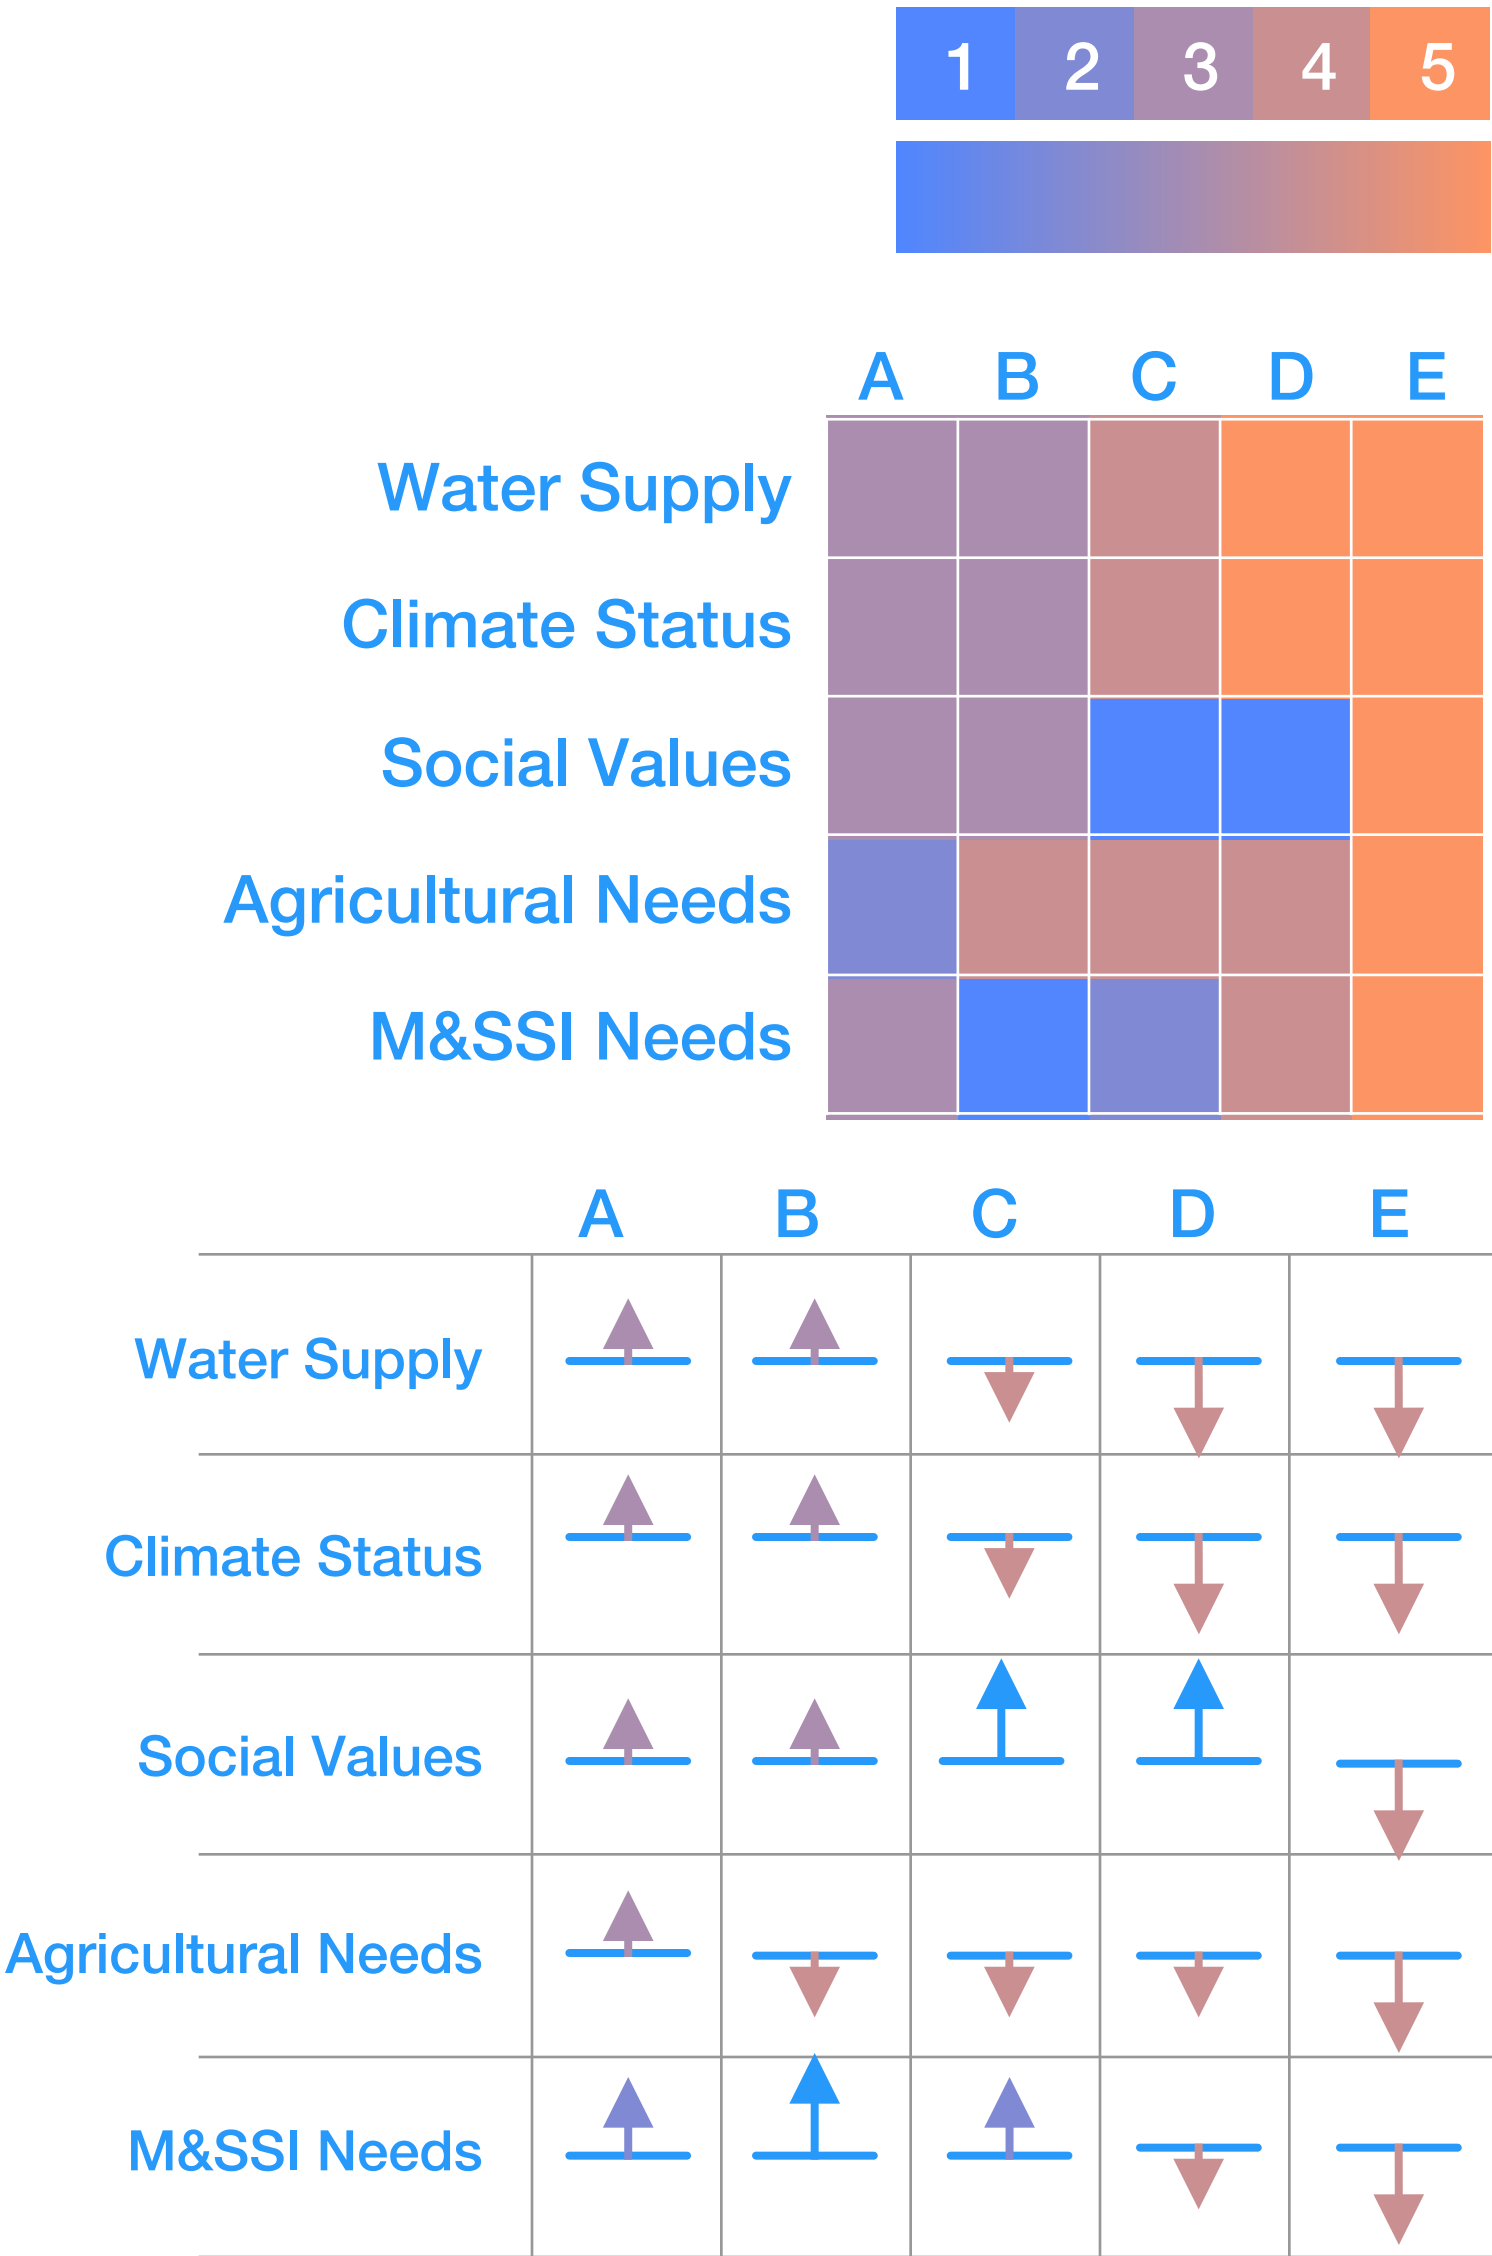 1 2 3 4 5
A B C D E
Water Supply
Climate Status
Social Values
Agricultural Needs
M&SSI Needs
A B C D E
Water Supply
Climate Status
Social Values
Agricultural Needs
M&SSI Needs